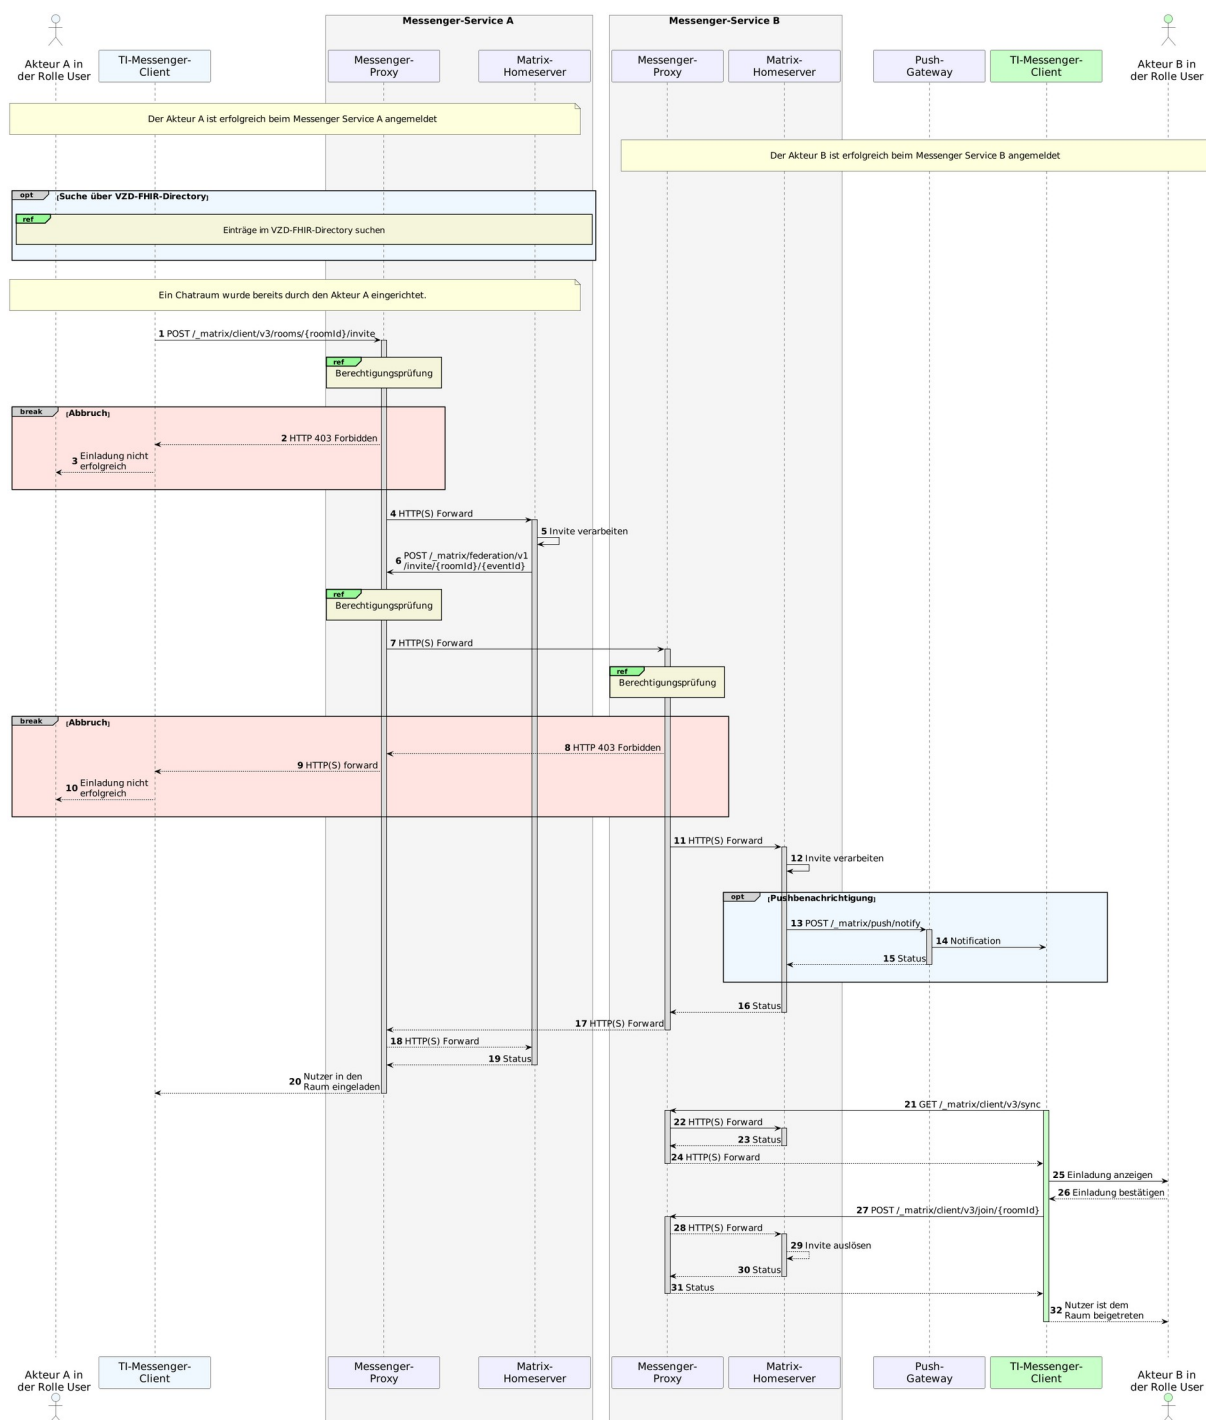 Messenger-Service A
Messenger-Service B
Akteur A in
der Rolle User
TI-Messenger-
Client
Messenger-
Proxy
Matrix-
Homeserver
Messenger-
Proxy
Matrix-
Homeserver
Push-
Gateway
TI-Messenger-
Client
Akteur B in
der Rolle User
Der Akteur A ist erfolgreich beim Messenger Service A angemeldet
Der Akteur B ist erfolgreich beim Messenger Service B angemeldet
opt [Suche über VZD-FHIR-Directory]
ref
Einträge im VZD-FHIR-Directory suchen
Ein Chatraum wurde bereits durch den Akteur A eingerichtet.
1 POST /_matrix/client/v3/rooms/{roomId}/invite
ref
Berechtigungsprüfung
break [Abbruch]
2 HTTP 403 Forbidden
3 Einladung nicht
erfolgreich
4 HTTP(S) Forward
5 Invite verarbeiten
6 POST /_matrix/federation/v1
/invite/{roomId}/{eventId}
ref
Berechtigungsprüfung
7 HTTP(S) Forward
ref
Berechtigungsprüfung
break [Abbruch]
8 HTTP 403 Forbidden
9 HTTP(S) forward
10 Einladung nicht
erfolgreich
11 HTTP(S) Forward
12 Invite verarbeiten
opt [Pushbenachrichtigung]
13 POST /_matrix/push/notify
14 Notification
15 Status
16 Status
17 HTTP(S) Forward
18 HTTP(S) Forward
19 Status
20 Nutzer in den
Raum eingeladen
21 GET /_matrix/client/v3/sync
22 HTTP(S) Forward
23 Status
24 HTTP(S) Forward
25 Einladung anzeigen
26 Einladung bestätigen
27 POST /_matrix/client/v3/join/{roomId}
28 HTTP(S) Forward
29 Invite auslösen
30 Status
31 Status
32 Nutzer ist dem
Raum beigetreten
Akteur A in
der Rolle User
TI-Messenger-
Client
Messenger-
Proxy
Matrix-
Homeserver
Messenger-
Proxy
Matrix-
Homeserver
Push-
Gateway
TI-Messenger-
Client
Akteur B in
der Rolle User